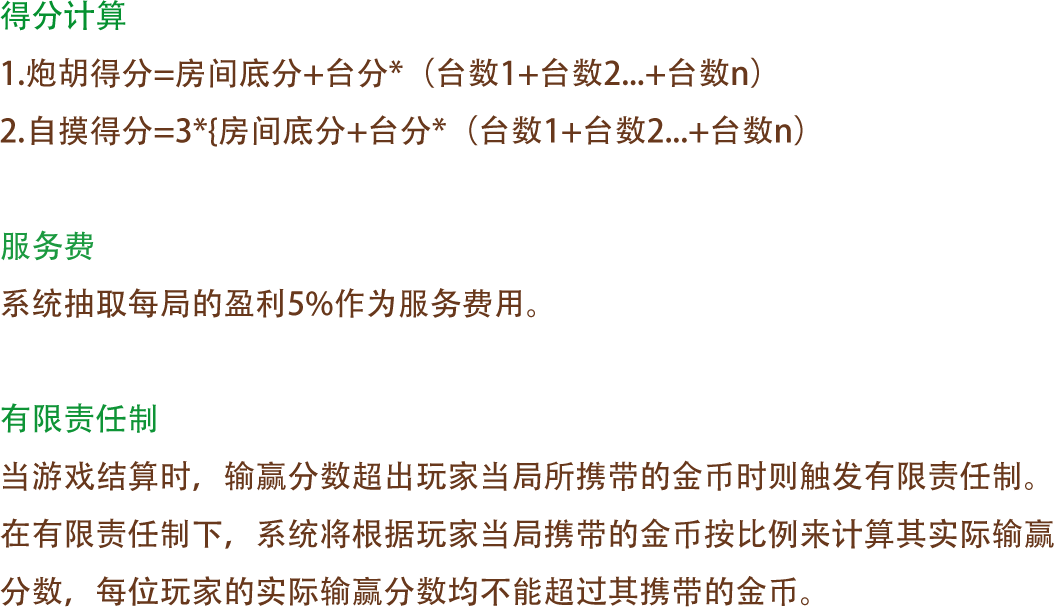 得分计算
1.炮胡得分=房间底分+台分*（台数1+台数2...+台数n）
2.自摸得分=3*{房间底分+台分*（台数1+台数2...+台数n）
服务费
系统抽取每局的盈利5%作为服务费用。
有限责任制
当游戏结算时，输赢分数超出玩家当局所携带的金币时则触发有限责任制。
在有限责任制下，系统将根据玩家当局携带的金币按比例来计算其实际输赢
分数，每位玩家的实际输赢分数均不能超过其携带的金币。